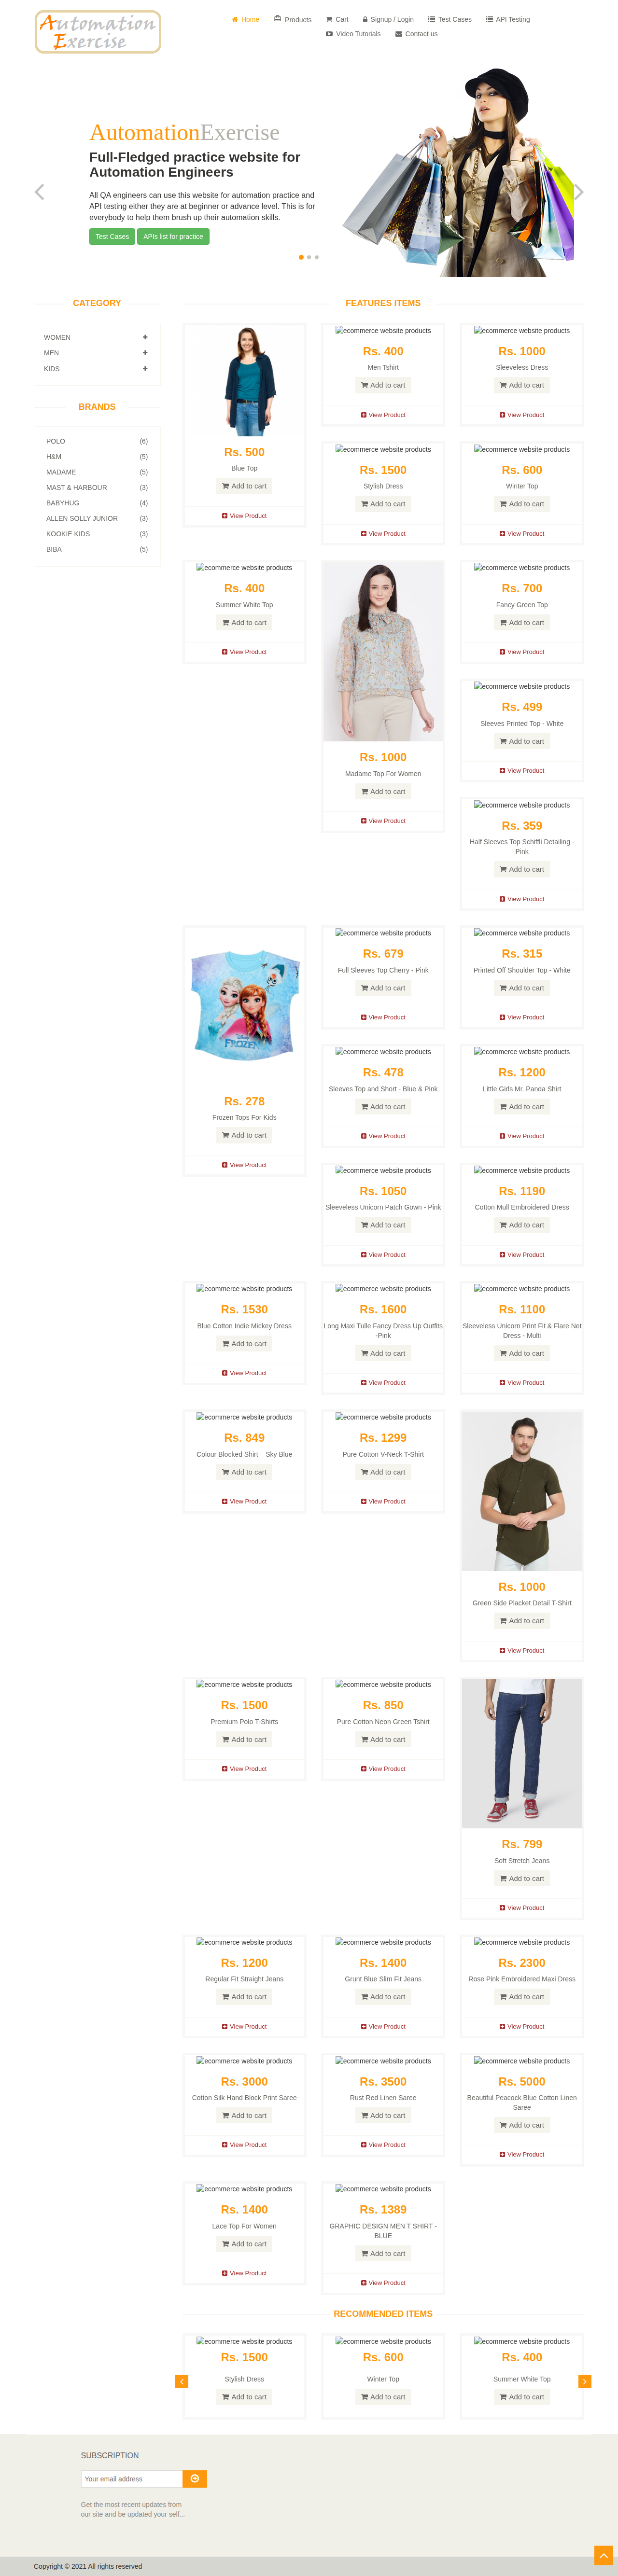 Automation
Exercise
Home
Products
Cart
Signup / Login
Test Cases
API Testing
Video Tutorials
Contact us
AutomationExercise
Full-Fledged practice website for
Automation Engineers
All QA engineers can use this website for automation practice and
API testing either they are at beginner or advance level. This is for
everybody to help them brush up their automation skills.
Test Cases
APIs list for practice
CATEGORY
WOMEN
MEN
KIDS
BRANDS
POLO (6)
H&M (5)
MADAME (5)
MAST & HARBOUR (3)
BABYHUG (4)
ALLEN SOLLY JUNIOR (3)
KOOKIE KIDS (3)
BIBA (5)
FEATURES ITEMS
Rs. 500
Blue Top
Add to cart
View Product
ecommerce website products
Rs. 400
Men Tshirt
Add to cart
View Product
ecommerce website products
Rs. 1000
Sleeveless Dress
Add to cart
View Product
ecommerce website products
Rs. 1500
Stylish Dress
Add to cart
View Product
ecommerce website products
Rs. 600
Winter Top
Add to cart
View Product
ecommerce website products
Rs. 400
Summer White Top
Add to cart
View Product
Rs. 1000
Madame Top For Women
Add to cart
View Product
ecommerce website products
Rs. 700
Fancy Green Top
Add to cart
View Product
ecommerce website products
Rs. 499
Sleeves Printed Top - White
Add to cart
View Product
ecommerce website products
Rs. 359
Half Sleeves Top Schiffli Detailing -
Pink
Add to cart
View Product
FROZEN
Rs. 278
Frozen Tops For Kids
Add to cart
View Product
ecommerce website products
Rs. 679
Full Sleeves Top Cherry - Pink
Add to cart
View Product
ecommerce website products
Rs. 315
Printed Off Shoulder Top - White
Add to cart
View Product
ecommerce website products
Rs. 478
Sleeves Top and Short - Blue & Pink
Add to cart
View Product
ecommerce website products
Rs. 1200
Little Girls Mr. Panda Shirt
Add to cart
View Product
ecommerce website products
Rs. 1050
Sleeveless Unicorn Patch Gown - Pink
Add to cart
View Product
ecommerce website products
Rs. 1190
Cotton Mull Embroidered Dress
Add to cart
View Product
ecommerce website products
Rs. 1530
Blue Cotton Indie Mickey Dress
Add to cart
View Product
ecommerce website products
Rs. 1600
Long Maxi Tulle Fancy Dress Up Outfits
-Pink
Add to cart
View Product
ecommerce website products
Rs. 1100
Sleeveless Unicorn Print Fit & Flare Net
Dress - Multi
Add to cart
View Product
ecommerce website products
Rs. 849
Colour Blocked Shirt – Sky Blue
Add to cart
View Product
ecommerce website products
Rs. 1299
Pure Cotton V-Neck T-Shirt
Add to cart
View Product
Rs. 1000
Green Side Placket Detail T-Shirt
Add to cart
View Product
ecommerce website products
Rs. 1500
Premium Polo T-Shirts
Add to cart
View Product
ecommerce website products
Rs. 850
Pure Cotton Neon Green Tshirt
Add to cart
View Product
Rs. 799
Soft Stretch Jeans
Add to cart
View Product
ecommerce website products
Rs. 1200
Regular Fit Straight Jeans
Add to cart
View Product
ecommerce website products
Rs. 1400
Grunt Blue Slim Fit Jeans
Add to cart
View Product
ecommerce website products
Rs. 2300
Rose Pink Embroidered Maxi Dress
Add to cart
View Product
ecommerce website products
Rs. 3000
Cotton Silk Hand Block Print Saree
Add to cart
View Product
ecommerce website products
Rs. 3500
Rust Red Linen Saree
Add to cart
View Product
ecommerce website products
Rs. 5000
Beautiful Peacock Blue Cotton Linen
Saree
Add to cart
View Product
ecommerce website products
Rs. 1400
Lace Top For Women
Add to cart
View Product
ecommerce website products
Rs. 1389
GRAPHIC DESIGN MEN T SHIRT -
BLUE
Add to cart
View Product
RECOMMENDED ITEMS
ecommerce website products
Rs. 1500
Stylish Dress
Add to cart
ecommerce website products
Rs. 600
Winter Top
Add to cart
ecommerce website products
Rs. 400
Summer White Top
Add to cart
SUBSCRIPTION
Your email address
Get the most recent updates from
our site and be updated your self...
Copyright © 2021 All rights reserved